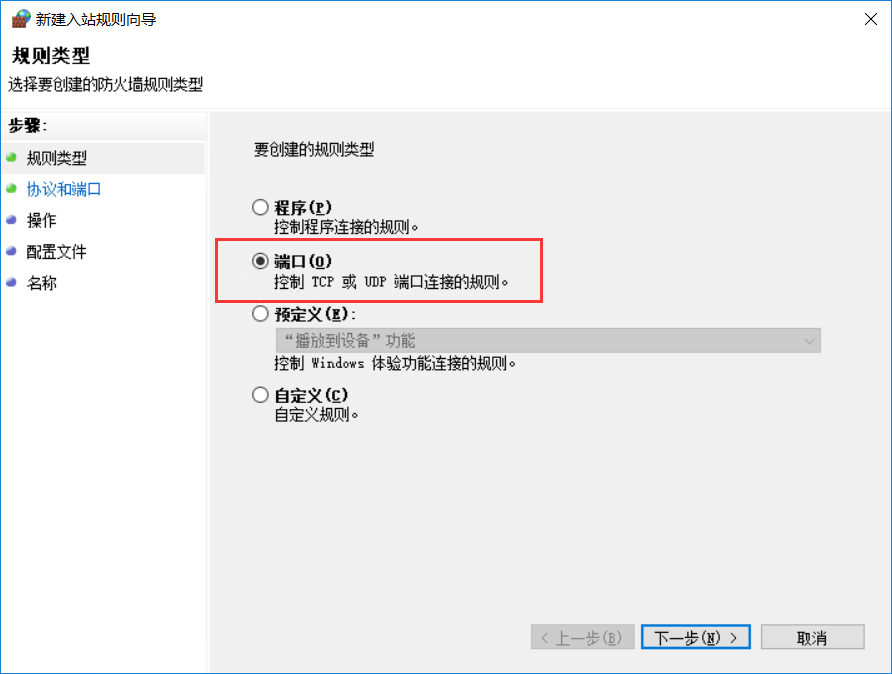 新建入站规则向导
规则类型
选择要创建的防火墙规则类型
步骤:
规则类型
协议和端口
操作
配置文件
名称
要创建的规则类型
程序(P)
控制程序连接的规则。
端口(O)
控制 TCP 或 UDP 端口连接的规则。
预定义(E):
“播放到设备”功能
控制 Windows 体验功能连接的规则。
自定义(C)
自定义规则。
< 上一步(B)
下一步(N) >
取消